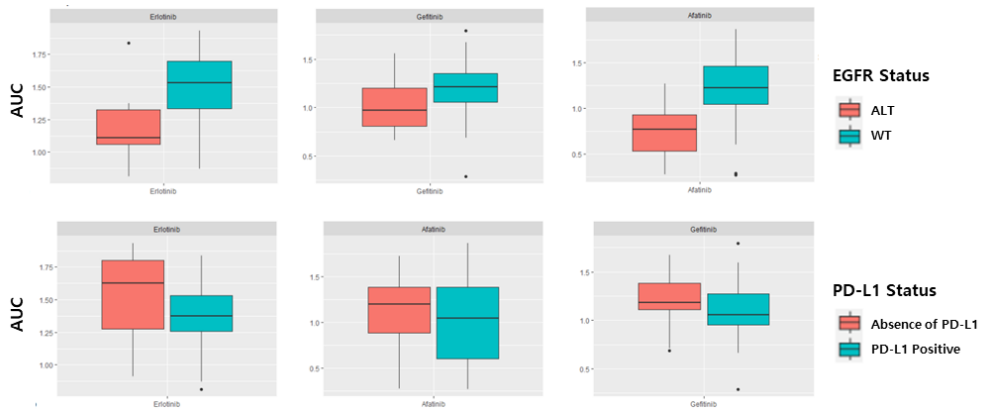 Erlotinib
Gefitinib
Afatinib
AUC
1.75
1.50
1.25
1.00
1.5
1.0
0.5
1.5
1.0
0.5
Erlotinib
Gefitinib
Afatinib
EGFR Status
ALT
WT
Erlotinib
Afatinib
Gefitinib
AUC
1.75
1.50
1.25
1.00
1.5
1.0
0.5
1.5
1.0
0.5
Erlotinib
Afatinib
Gefitinib
PD-L1 Status
Absence of PD-L1
PD-L1 Positive